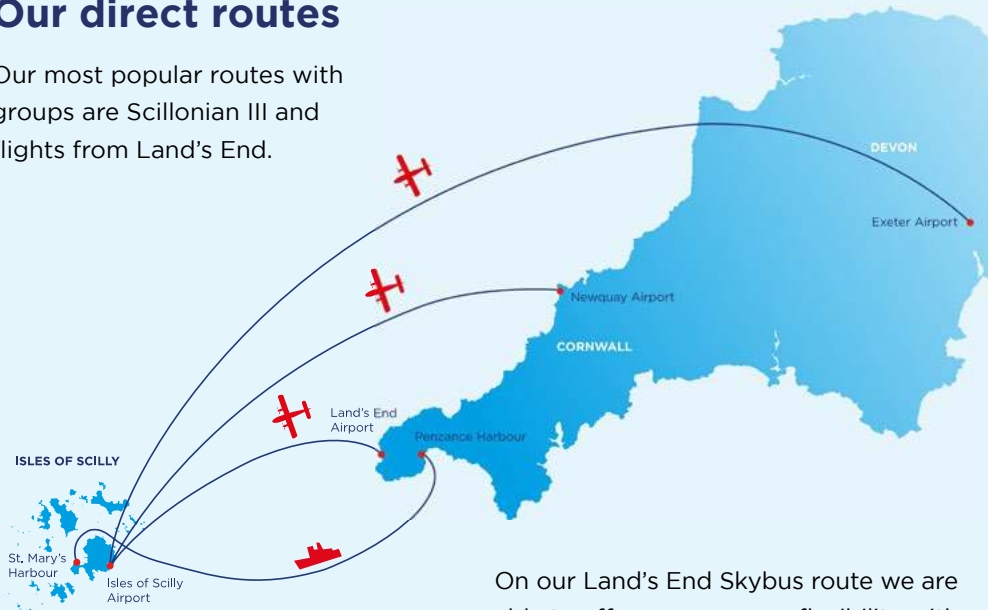 Our direct routes
Our most popular routes with
groups are Scillonian III and
flights from Land's End.
DEVON
Exeter Airport
Newquay Airport
CORNWALL
Land's End
Airport
Penzance Harbour
ISLES OF SCILLY
St. Mary's
Harbour
Isles of Scilly
Airport
On our Land's End Skybus route we are